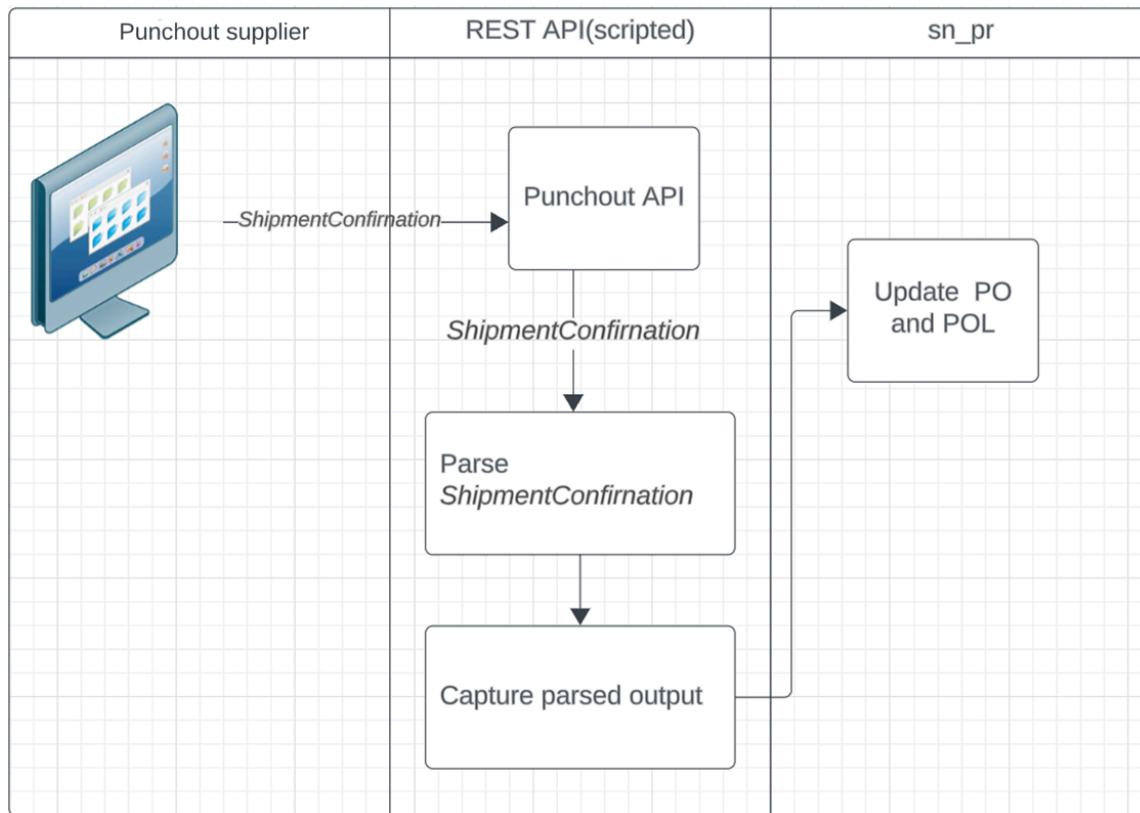 Punchout supplier
REST API(scripted)
sn_pr
ShipmentConfirnation
Punchout API
ShipmentConfirnation
Update PO
and POL
Parse
ShipmentConfirnation
Capture parsed output